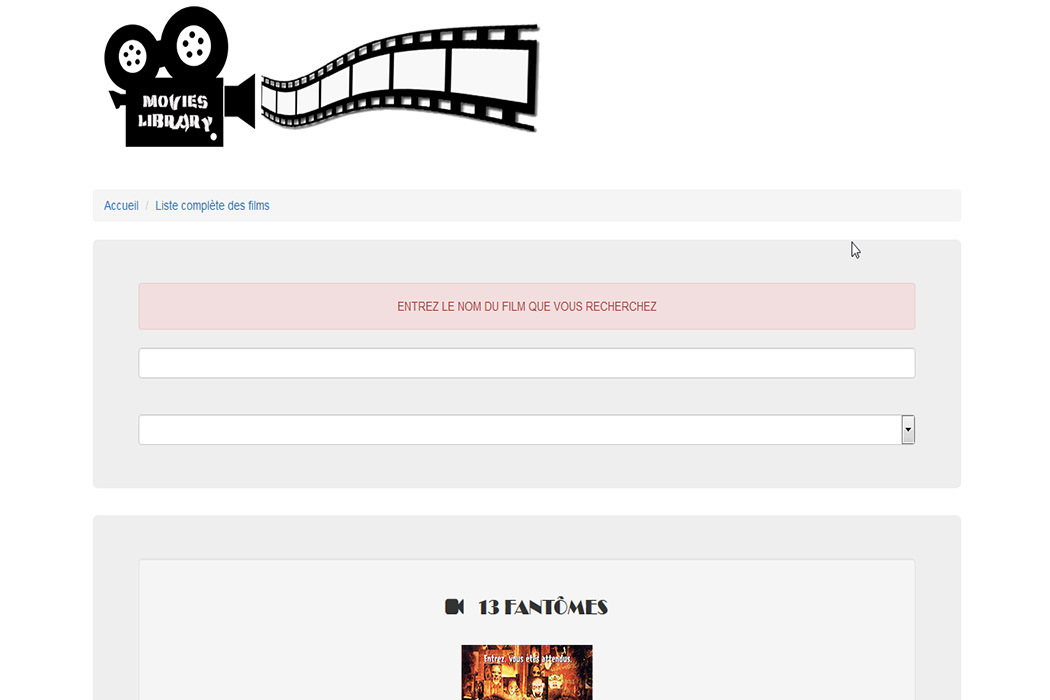 MOVIES
LIBRARY
Accueil / Liste complète des films
ENTREZ LE NOM DU FILM QUE VOUS RECHERCHEZ
13 FANTÔMES
Entrez, vous êtes attendus.